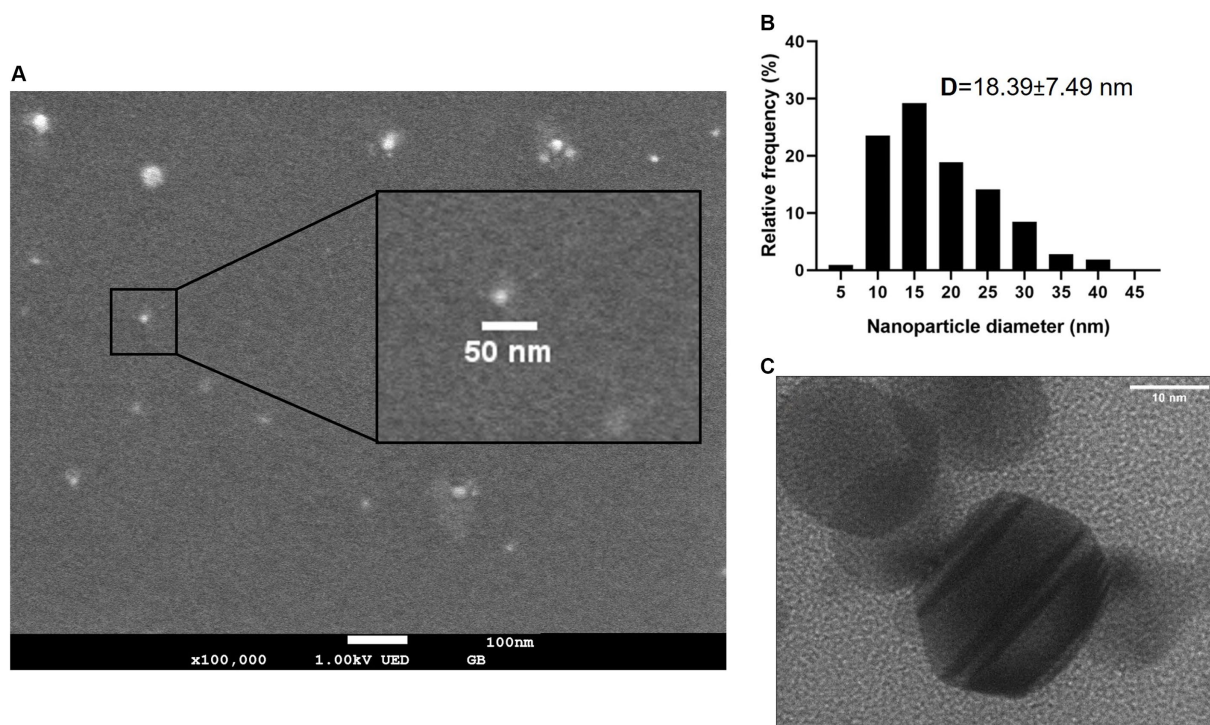 A
50 nm
100nm
x100,000 1.00kV UED GB
B
Relative frequency (%)
40
30
20
10
0
D=18.39±7.49 nm
5 10 15 20 25 30 35 40 45
Nanoparticle diameter (nm)
C
10 nm